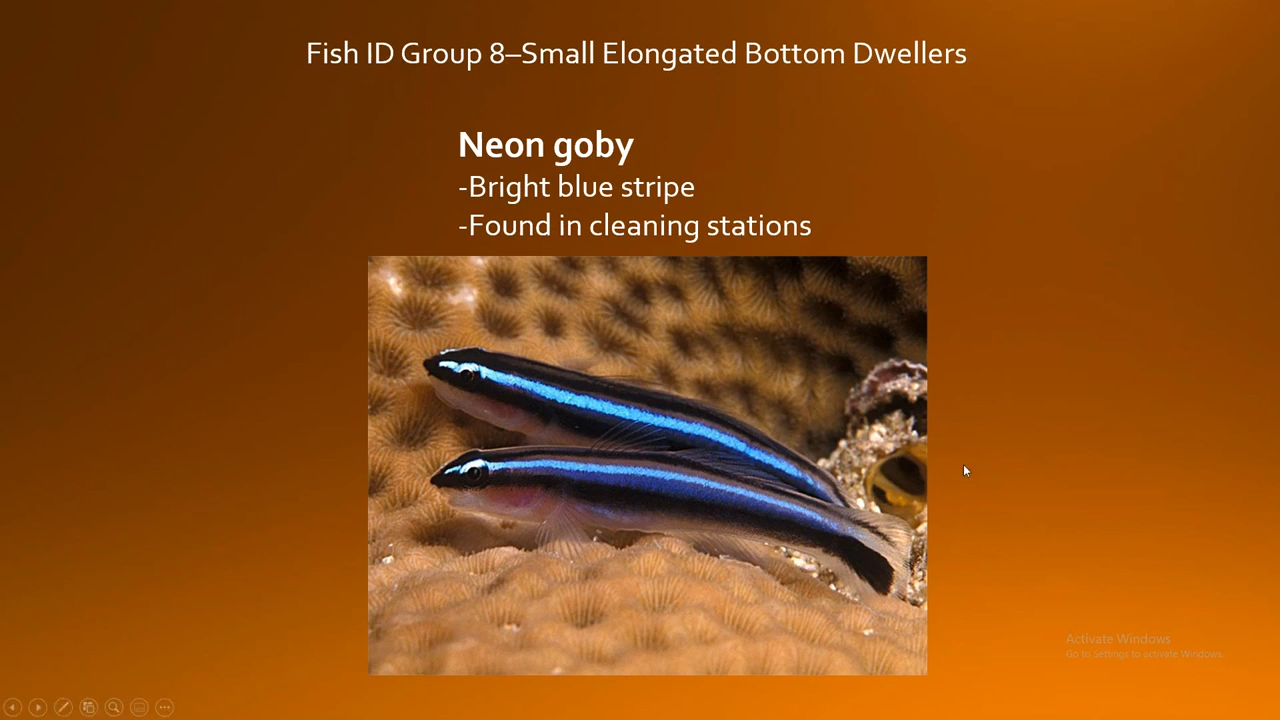 Fish ID Group 8–Small Elongated Bottom Dwellers
Neon goby
-Bright blue stripe
-Found in cleaning stations
Activate Windows
Go to Settings to activate Windows.